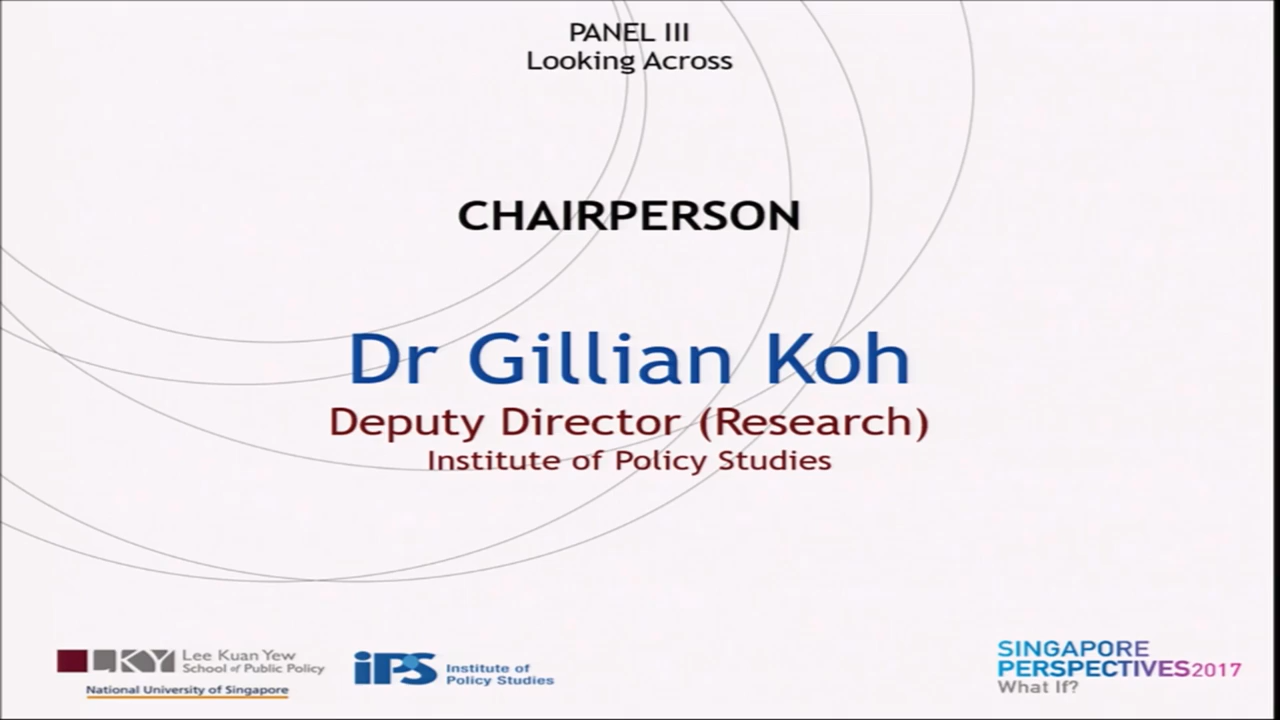 PANEL III
Looking Across
CHAIRPERSON
Dr Gillian Koh
Deputy Director (Research)
Institute of Policy Studies
LKY Lee Kuan Yew
School of Public Policy
National University of Singapore
iPS Institute of
Policy Studies
SINGAPORE
PERSPECTIVES2017
What If?